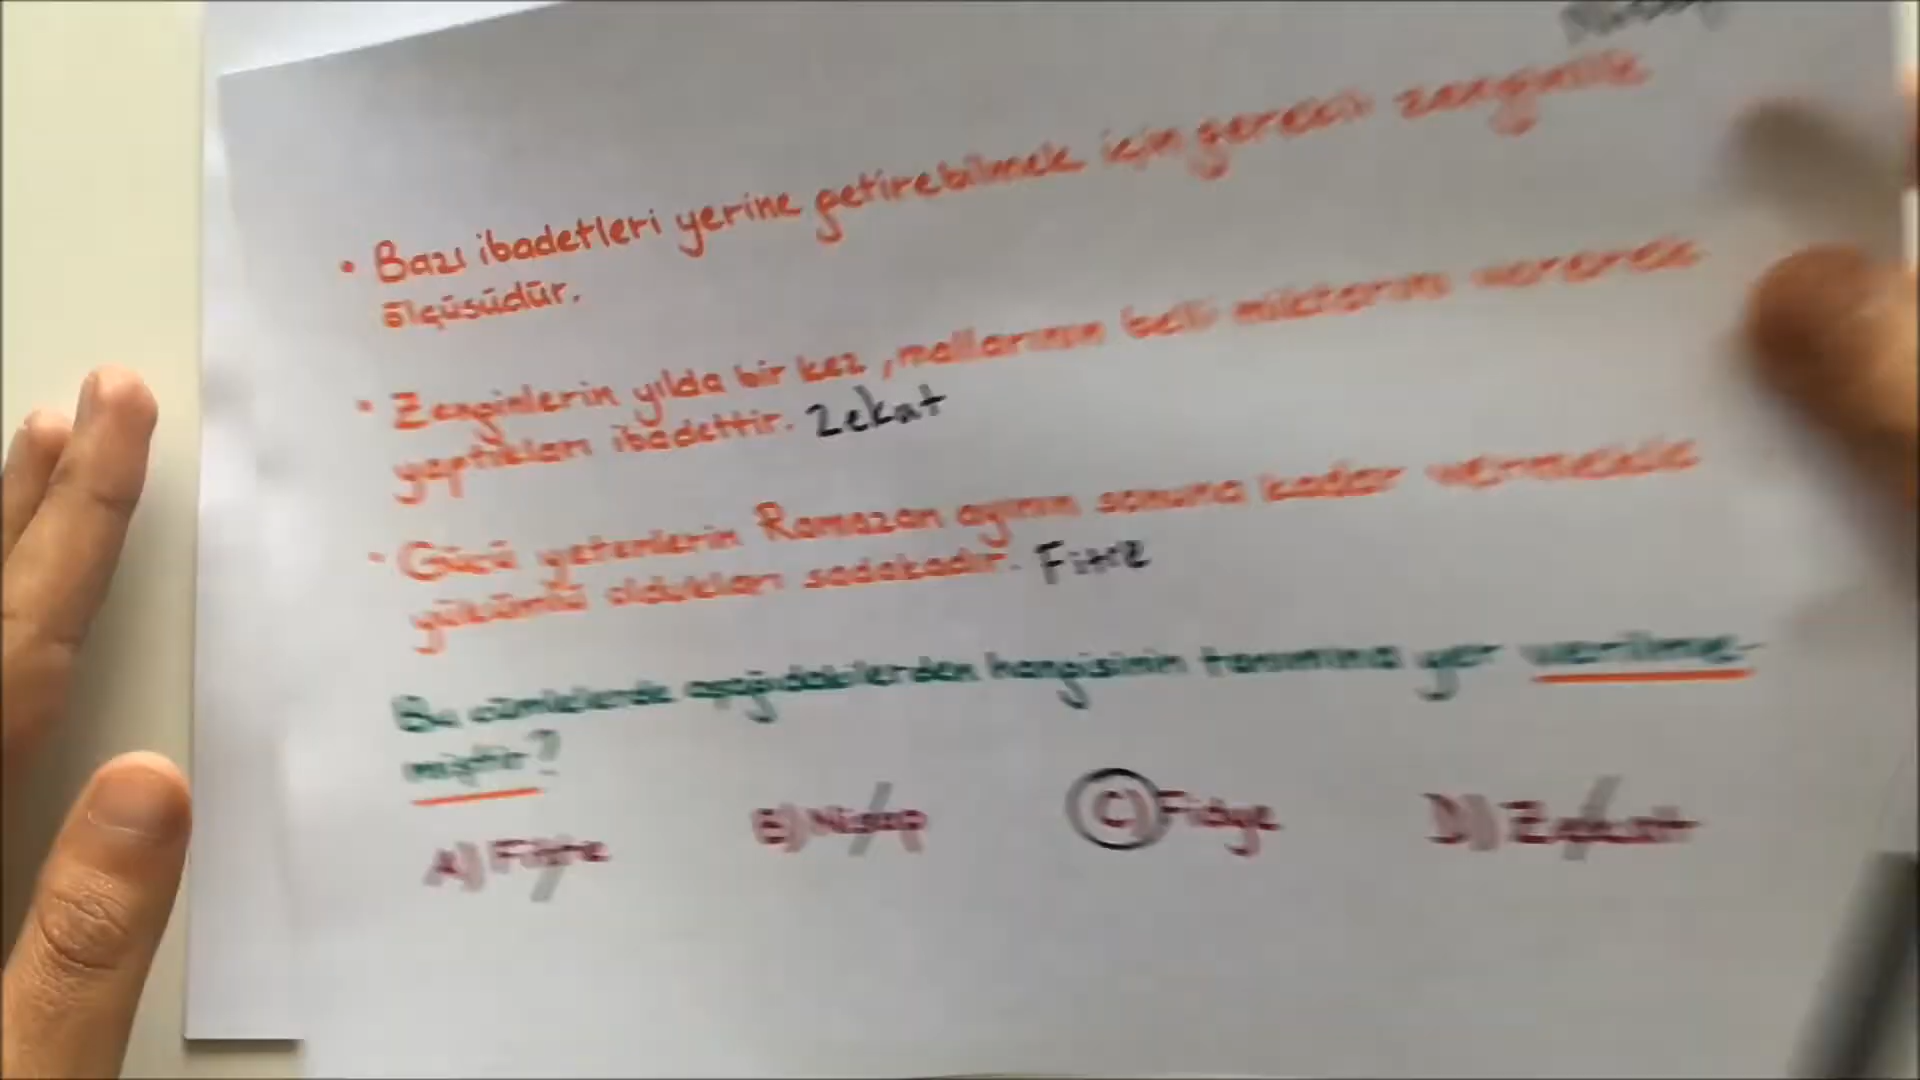 • Bazı ibadetleri yerine getirebilmek için gerekli zenginlik
ölçüsüdür.
• Zenginlerin yılda bir kez, mallarının belli miktarını vererek
yaptıkları ibadettir. Zekat
• Gücü yetenlerin Ramazan ayının sonuna kadar vermekle
yükümlü oldukları sadakadır. Fitre
Bu cümlelerde aşağıdakilerden hangisinin tanımına yer verilme-
miştir?
A) Fitre B) Nisap C) Fidye D) Zekat